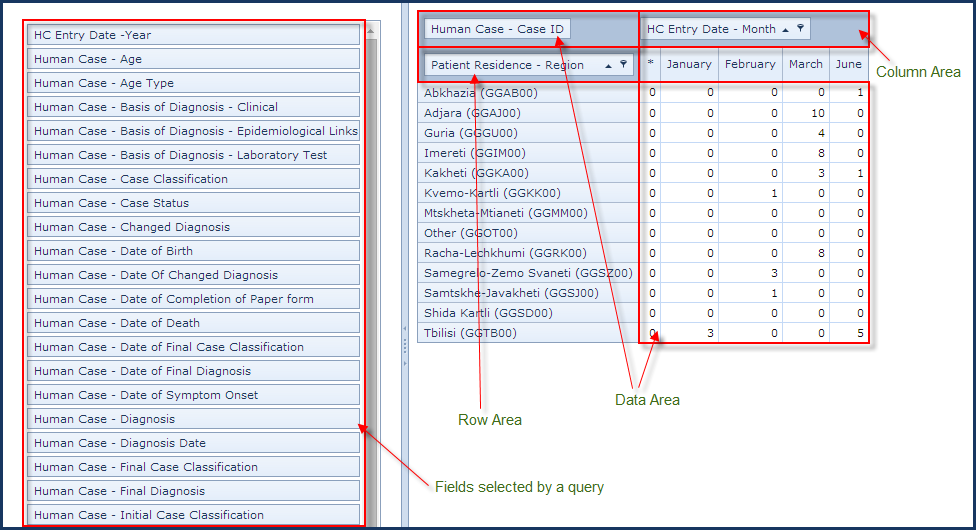 HC Entry Date -Year
Human Case - Age
Human Case - Age Type
Human Case - Basis of Diagnosis - Clinical
Human Case - Basis of Diagnosis - Epidemiological Links
Human Case - Basis of Diagnosis - Laboratory Test
Human Case - Case Classification
Human Case - Case Status
Human Case - Changed Diagnosis
Human Case - Date of Birth
Human Case - Date Of Changed Diagnosis
Human Case - Date of Completion of Paper form
Human Case - Date of Death
Human Case - Date of Final Case Classification
Human Case - Date of Final Diagnosis
Human Case - Date of Symptom Onset
Human Case - Diagnosis
Human Case - Diagnosis Date
Human Case - Final Case Classification
Human Case - Final Diagnosis
Human Case - Initial Case Classification
Human Case - Case ID HC Entry Date - Month
Column Area
Patient Residence - Region * January February March June
Abkhazia (GGAB00) 0 0 0 0 1
Adjara (GGAJ00) 0 0 0 10 0
Guria (GGGU00) 0 0 0 4 0
Imereti (GGIM00) 0 0 0 8 0
Kakheti (GGKA00) 0 0 0 3 1
Kvemo-Kartli (GGKK00) 0 0 1 0 0
Mtskheta-Mtianeti (GGMM00) 0 0 0 0 0
Other (GGOT00) 0 0 0 0 0
Racha-Lechkhumi (GGRK00) 0 0 0 8 0
Samegrelo-Zemo Svaneti (GGSZ00) 0 0 3 0 0
Samtskhe-Javakheti (GGSJ00) 0 0 1 0 0
Shida Kartli (GGSD00) 0 0 0 0 0
Tbilisi (GGTB00) 0 3 0 0 5
Data Area
Row Area
Fields selected by a query